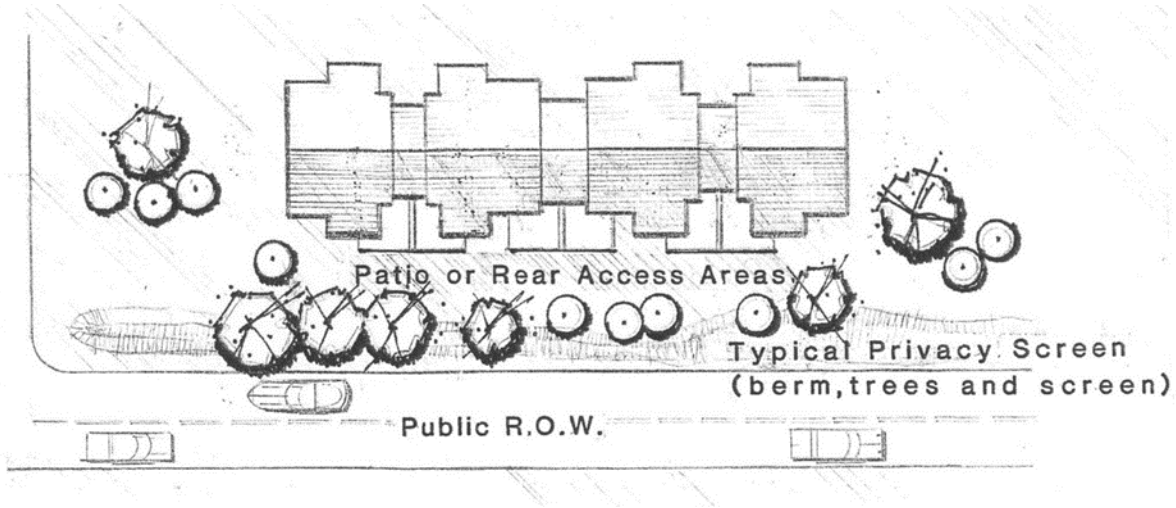 Patio or Rear Access Areas
Typical Privacy Screen
(berm, trees and screen)
Public R.O.W.